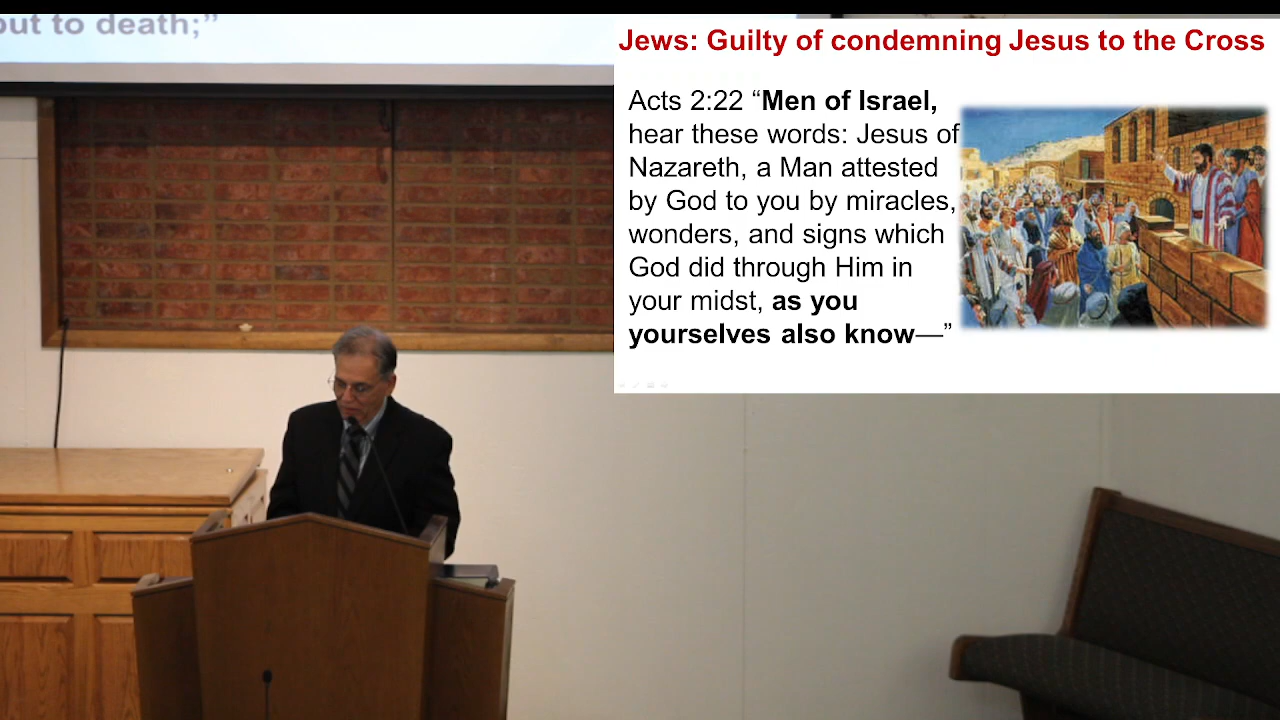 out to death;”
Jews: Guilty of condemning Jesus to the Cross
Acts 2:22 “Men of Israel,
hear these words: Jesus of
Nazareth, a Man attested
by God to you by miracles,
wonders, and signs which
God did through Him in
your midst, as you
yourselves also know—”